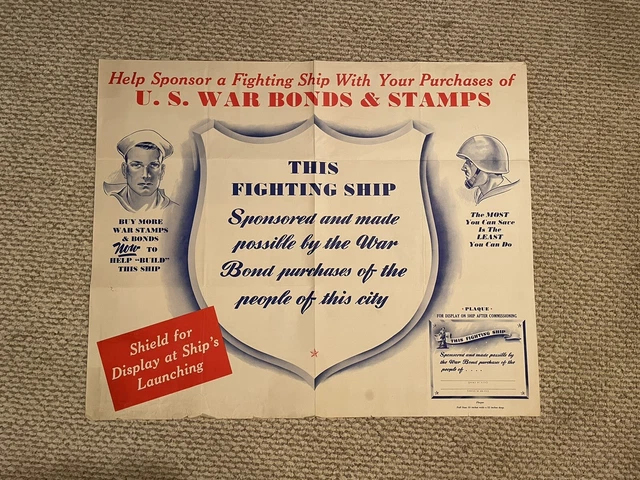 Help Sponsor a Fighting Ship With Your Purchases of
U. S. WAR BONDS & STAMPS
THIS
FIGHTING SHIP
Sponsored and made
possible by the War
Bond purchases of the
people of this city
BUY MORE
WAR STAMPS
& BONDS
Now TO
HELP "BUILD"
THIS SHIP
The MOST
You Can Save
Is The
LEAST
You Can Do
Shield for
Display at Ship's
Launching
· PLAQUE ·
FOR DISPLAY ON SHIP AFTER COMMISSIONING
THIS FIGHTING SHIP
Sponsored and made possible by
the War Bond purchase of the
people of . . . .